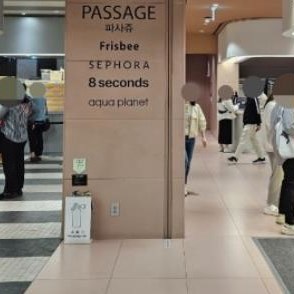 PASSAGE
파사쥬
Frisbee
SEPHORA
8 seconds
aqua planet